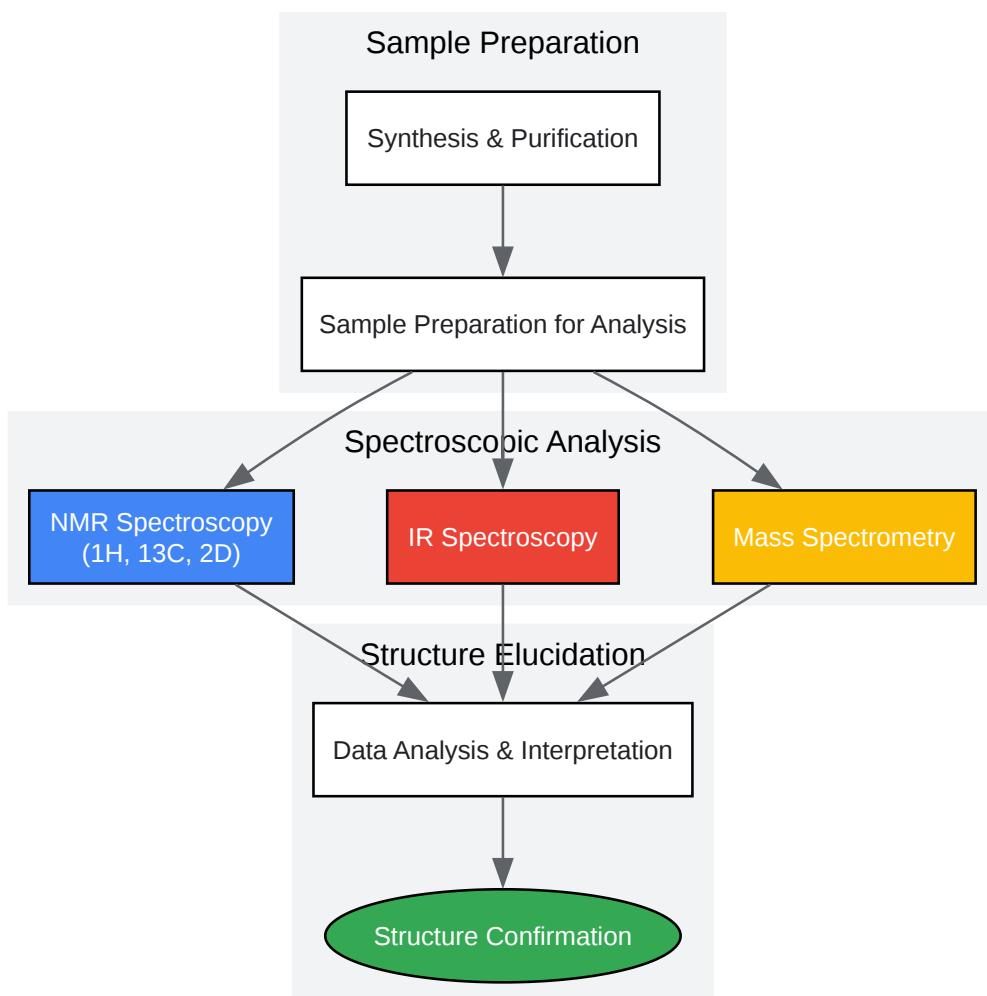 Sample Preparation
Synthesis & Purification
Sample Preparation for Analysis
Spectroscopic Analysis
NMR Spectroscopy
(1H, 13C, 2D)
IR Spectroscopy
Mass Spectrometry
Structure Elucidation
Data Analysis & Interpretation
Structure Confirmation